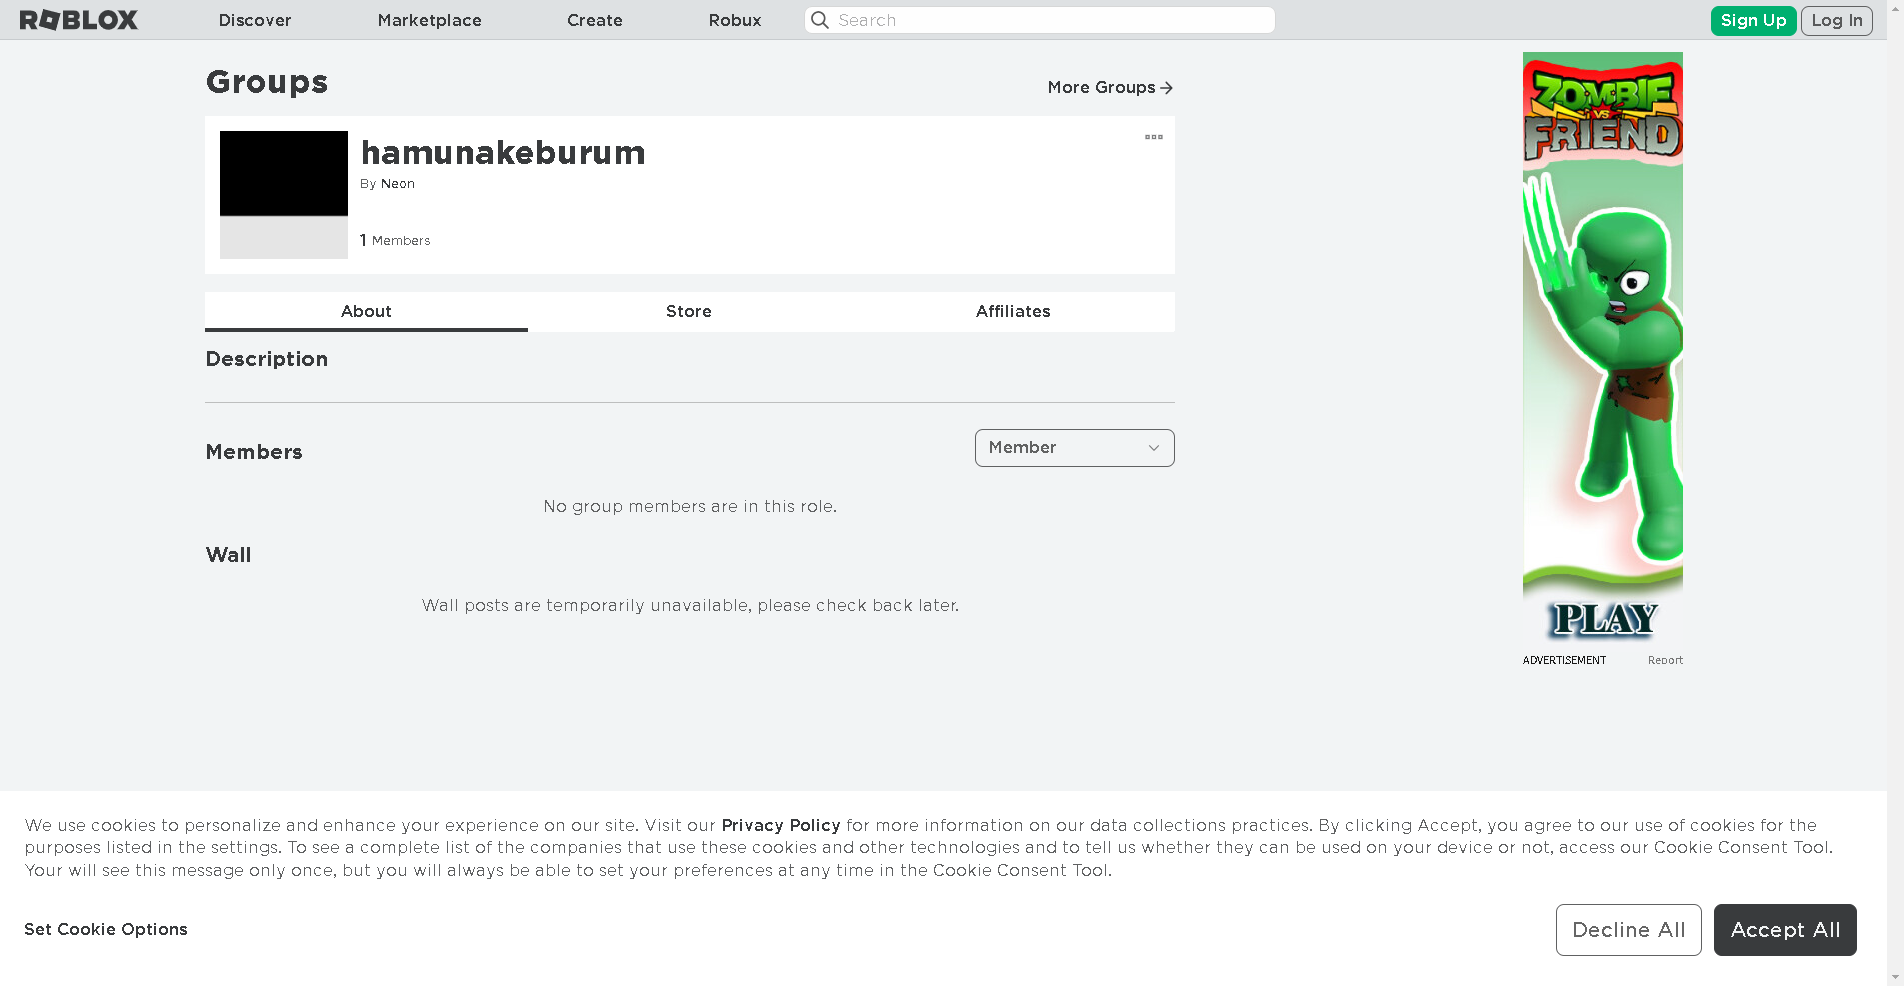 ROBLOX Discover Marketplace Create Robux Search Sign Up Log In
Groups
More Groups
hamunakeburum
By Neon
1 Members
About Store Affiliates
Description
Members
Member
No group members are in this role.
Wall
Wall posts are temporarily unavailable, please check back later.
ZOMBIE
VS
FRIEND
PLAY
ADVERTISEMENT Report
We use cookies to personalize and enhance your experience on our site. Visit our Privacy Policy for more information on our data collections practices. By clicking Accept, you agree to our use of cookies for the
purposes listed in the settings. To see a complete list of the companies that use these cookies and other technologies and to tell us whether they can be used on your device or not, access our Cookie Consent Tool.
Your will see this message only once, but you will always be able to set your preferences at any time in the Cookie Consent Tool.
Set Cookie Options
Decline All Accept All